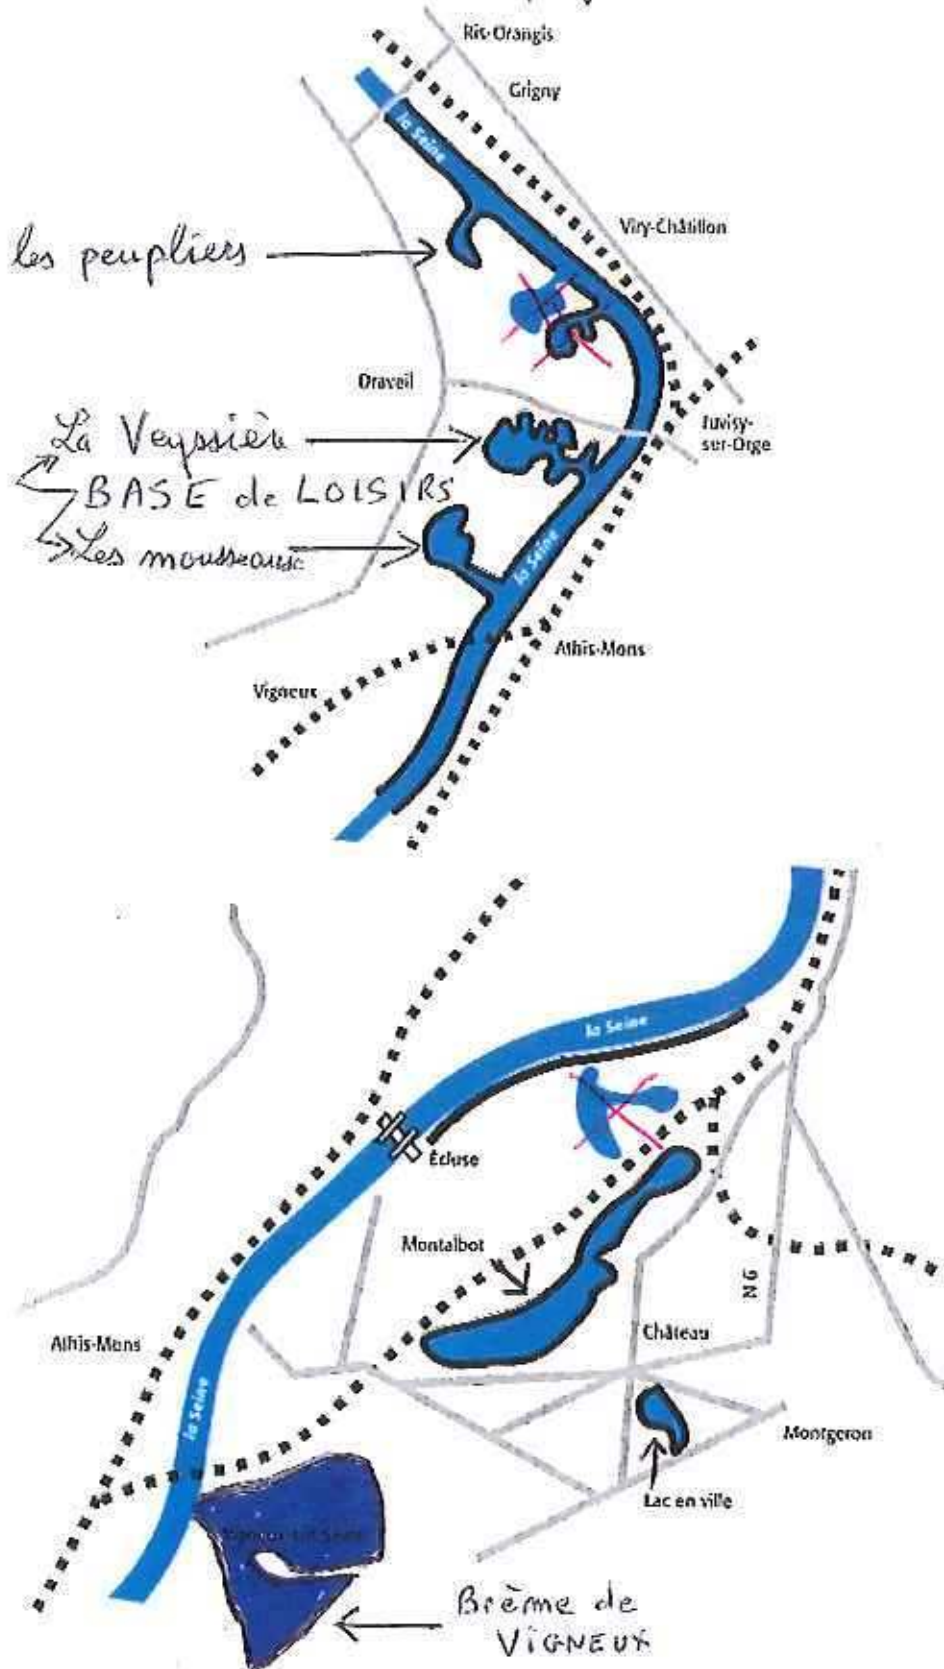 Ris-Orangis
Grigny
la Seine
Viry-Châtillon
les peupliers
Draveil
Juvisy-
sur-Orge
La Veyssière
BASE de LOISIRS
Les mousseaux
la Seine
Athis-Mons
Vigneux
la Seine
Écluse
Montalbot
N6
Château
Athis-Mons
la Seine
Montgeron
Lac en ville
Brème de
VIGNEUX